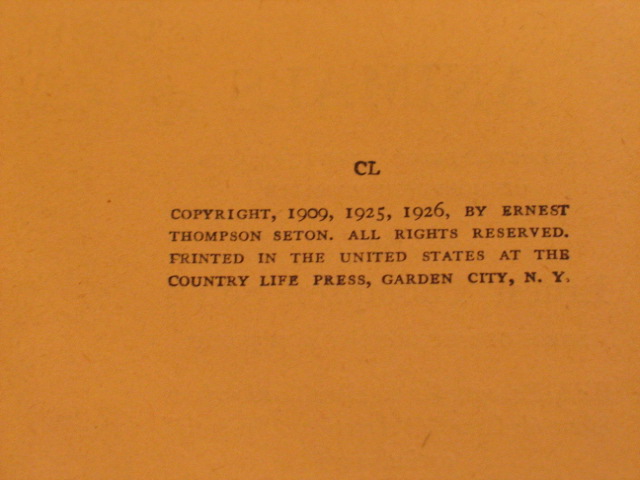 CL
COPYRIGHT, 1909, 1925, 1926, BY ERNEST
THOMPSON SETON. ALL RIGHTS RESERVED.
PRINTED IN THE UNITED STATES AT THE
COUNTRY LIFE PRESS, GARDEN CITY, N. Y.